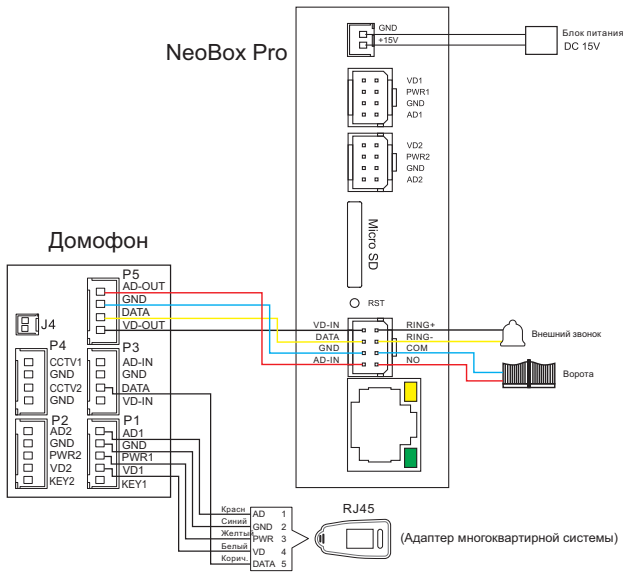 NeoBox Pro
GND
+15V
Блок питания
DC 15V
VD1
PWR1
GND
AD1
VD2
PWR2
GND
AD2
Micro SD
RST
Домофон
P5
AD-OUT
GND
DATA
VD-OUT
J4
P4
CCTV1
GND
CCTV2
GND
P3
AD-IN
GND
DATA
VD-IN
P2
AD2
GND
PWR2
VD2
KEY2
P1
AD1
GND
PWR1
VD1
KEY1
VD-IN
DATA
GND
AD-IN
RING+
RING-
COM
NO
Внешний звонок
Ворота
Красн AD 1
Синий GND 2
Желтый PWR 3
Белый VD 4
Корич. DATA 5
RJ45
(Адаптер многоквартирной системы)